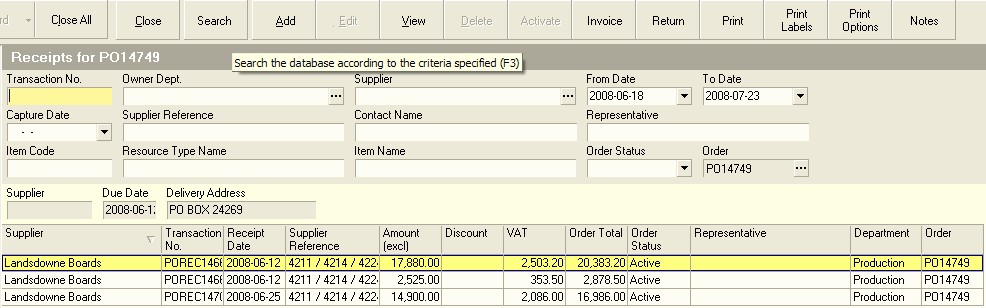 Close All Close Search Add Edit View Delete Activate Invoice Return Print Print Labels Print Options Notes
Receipts for PO14749
Search the database according to the criteria specified (F3)
Transaction No. Owner Dept. Supplier From Date To Date
... ... 2008-06-18 2008-07-23
Capture Date Supplier Reference Contact Name Representative
- -
Item Code Resource Type Name Item Name Order Status Order
PO14749 ...
Supplier Due Date Delivery Address
2008-06-1 PO BOX 24269
Supplier Transaction No. Receipt Date Supplier Reference Amount (excl) Discount VAT Order Total Order Status Representative Department Order
Landsdowne Boards POREC146 2008-06-12 4211 / 4214 / 422 17,880.00 2,503.20 20,383.20 Active Production PO14749
Landsdowne Boards POREC146 2008-06-12 4211 / 4214 / 422 2,525.00 353.50 2,878.50 Active Production PO14749
Landsdowne Boards POREC147 2008-06-25 4211 / 4214 / 422 14,900.00 2,086.00 16,986.00 Active Production PO14749